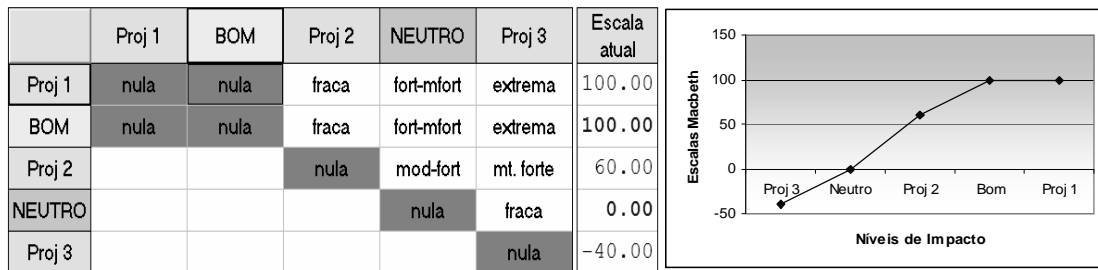 Proj 1 BOM Proj 2 NEUTRO Proj 3 Escala atual
Proj 1 nula nula fraca fort-mfort extrema 100.00
BOM nula nula fraca fort-mfort extrema 100.00
Proj 2 nula mod-fort mt. forte 60.00
NEUTRO nula fraca 0.00
Proj 3 nula -40.00
Escalas Macbeth
150
100
50
0
-50
Proj 3 Neutro Proj 2 Bom Proj 1
Níveis de Impacto